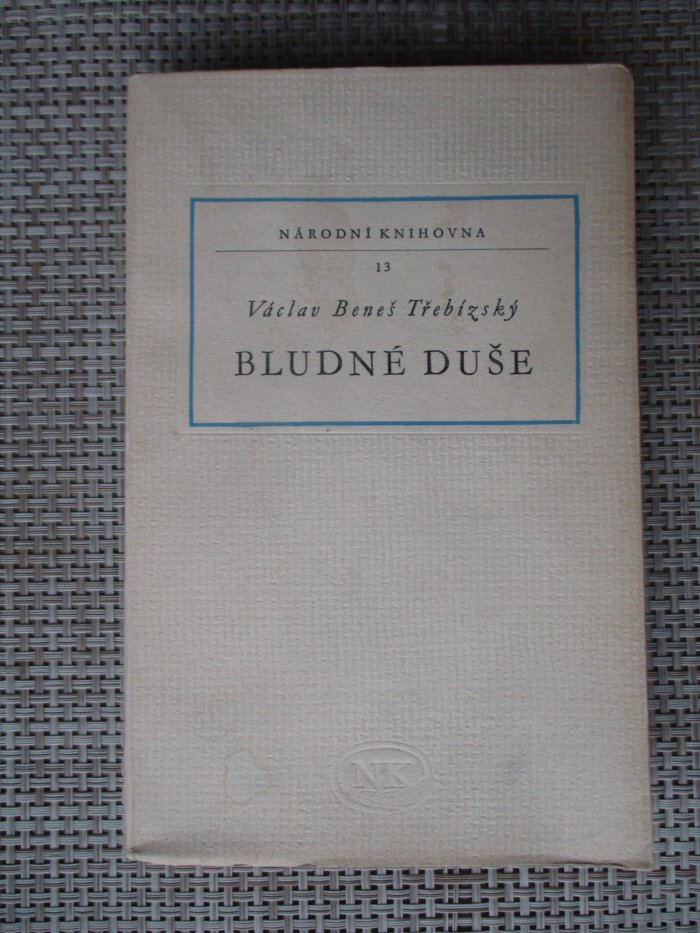 NÁRODNÍ KNIHOVNA
13
Václav Beneš Třebízský
BLUDNÉ DUŠE
NK